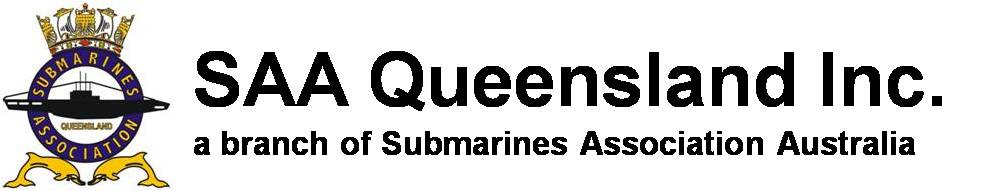 SUBMARINES
QUEENSLAND
ASSOCIATION
SAA Queensland Inc.
a branch of Submarines Association Australia